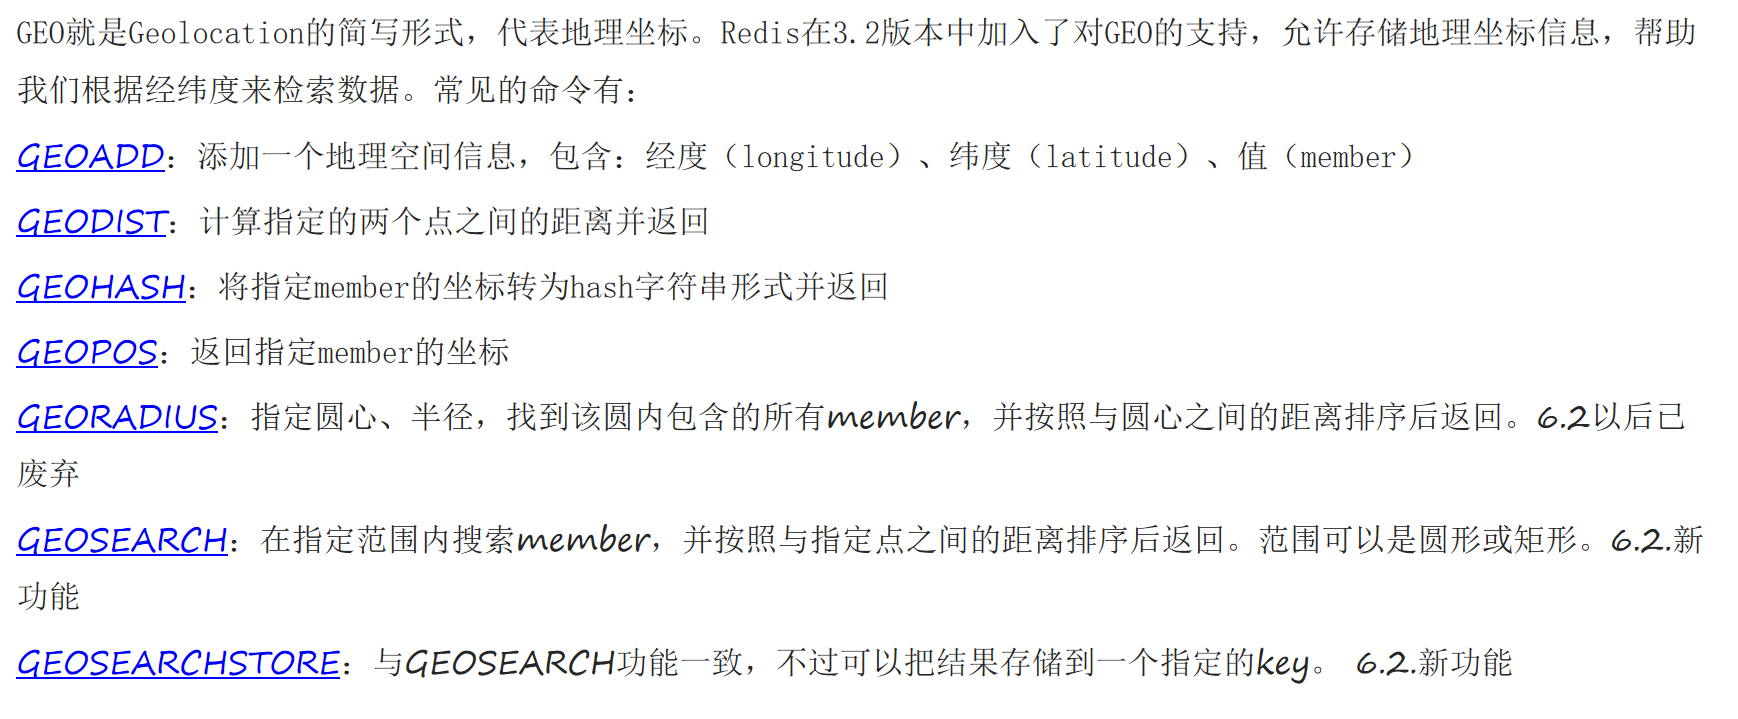 GEO就是Geolocation的简写形式，代表地理坐标。Redis在3.2版本中加入了对GEO的支持，允许存储地理坐标信息，帮助
我们根据经纬度来检索数据。常见的命令有：
GEOADD：添加一个地理空间信息，包含：经度（longitude）、纬度（latitude）、值（member）
GEODIST：计算指定的两个点之间的距离并返回
GEOHASH：将指定member的坐标转为hash字符串形式并返回
GEOPOS：返回指定member的坐标
GEORADIUS：指定圆心、半径，找到该圆内包含的所有member，并按照与圆心之间的距离排序后返回。6.2以后已
废弃
GEOSEARCH：在指定范围内搜索member，并按照与指定点之间的距离排序后返回。范围可以是圆形或矩形。6.2.新
功能
GEOSEARCHSTORE：与GEOSEARCH功能一致，不过可以把结果存储到一个指定的key。 6.2.新功能